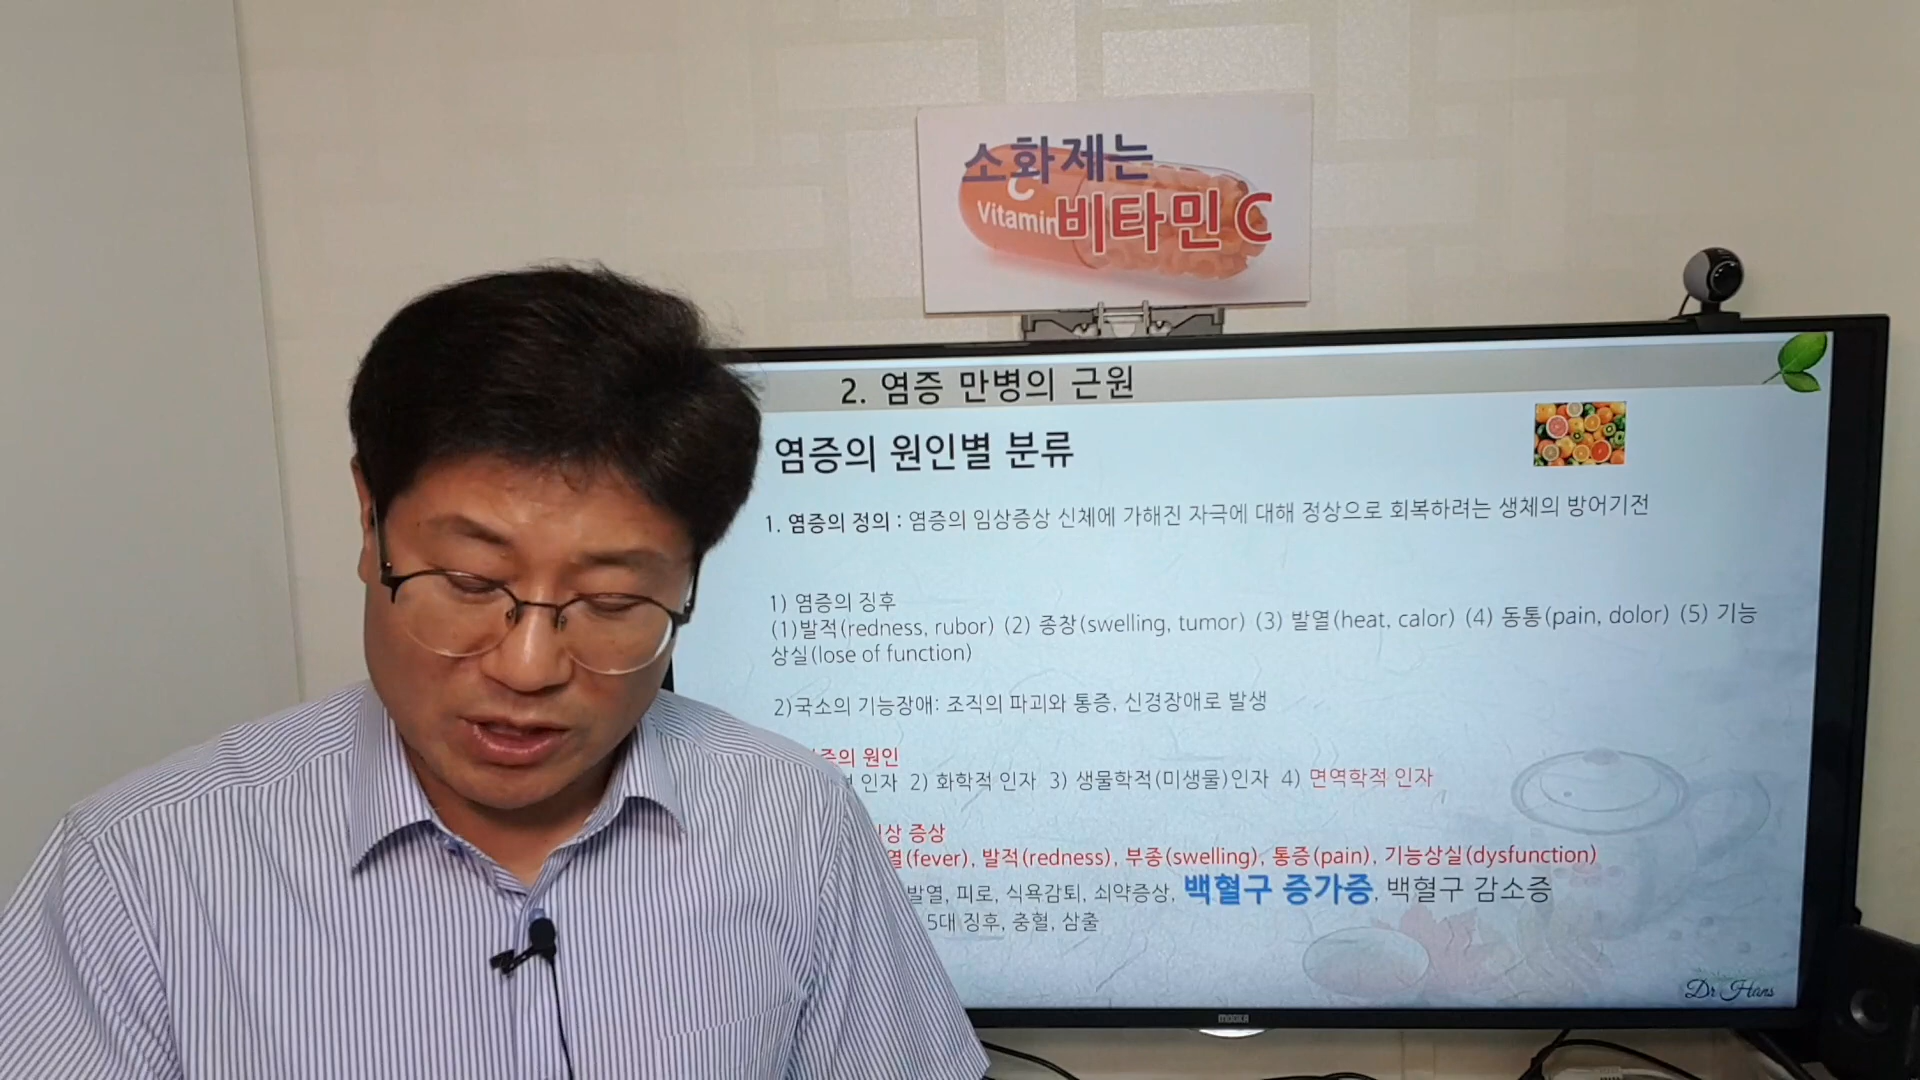 소화제는
C
Vitamin
비타민C
2. 염증 만병의 근원
염증의 원인별 분류
1. 염증의 정의 : 염증의 임상증상 신체에 가해진 자극에 대해 정상으로 회복하려는 생체의 방어기전
1) 염증의 징후
(1)발적(redness, rubor) (2) 종창(swelling, tumor) (3) 발열(heat, calor) (4) 동통(pain, dolor) (5) 기능
상실(lose of function)
2)국소의 기능장애: 조직의 파괴와 통증, 신경장애로 발생
증의 원인
인자 2) 화학적 인자 3) 생물학적(미생물)인자 4) 면역학적 인자
상 증상
열(fever), 발적(redness), 부종(swelling), 통증(pain), 기능상실(dysfunction)
발열, 피로, 식욕감퇴, 쇠약증상, 백혈구 증가증, 백혈구 감소증
5대 징후, 충혈, 삼출
Dr Hans
MOOKA